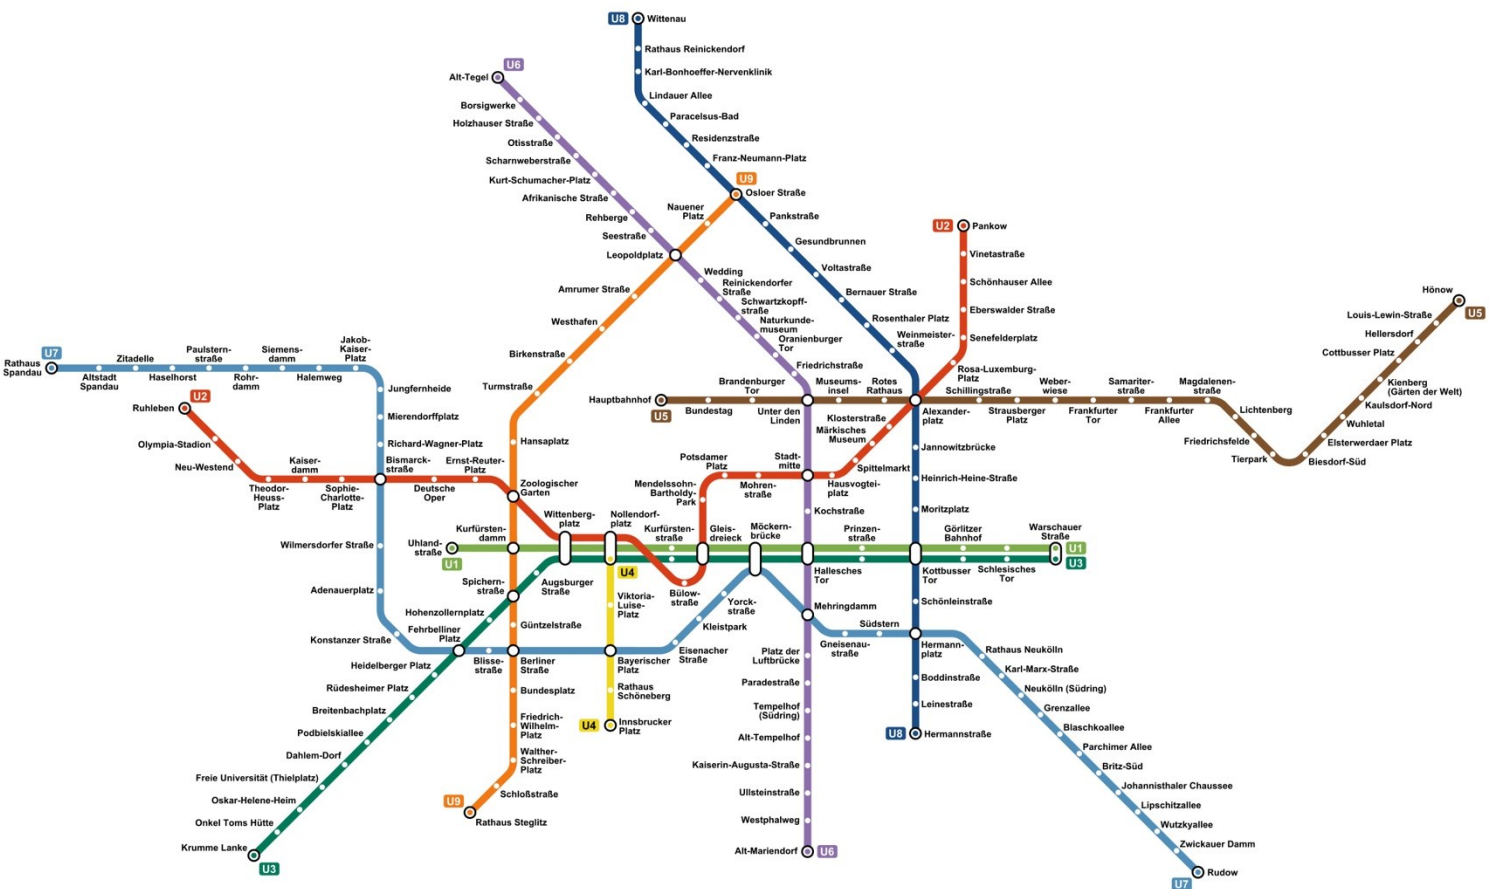 U8
Wittenau
Rathaus Reinickendorf
Karl-Bonhoeffer-Nervenklinik
Lindauer Allee
Paracelsus-Bad
Residenzstraße
Franz-Neumann-Platz
U6
Alt-Tegel
Borsigwerke
Holzhauser Straße
Otisstraße
Scharnweberstraße
Kurt-Schumacher-Platz
Afrikanische Straße
Rehberge
Seestraße
Leopoldplatz
U9
Osloer Straße
Nauener
Platz
Pankstraße
Gesundbrunnen
Voltastraße
Bernauer Straße
Rosenthaler Platz
Weinmeister-
straße
Wedding
Reinickendorfer
Straße
Schwartzkopff-
straße
Naturkunde-
museum
Oranienburger
Tor
Friedrichstraße
Amrumer Straße
Westhafen
Birkenstraße
Turmstraße
Hansaplatz
U2
Pankow
Vinetastraße
Schönhauser Allee
Eberswalder Straße
Senefelderplatz
Rosa-Luxemburg-
Platz
Hönow
U5
Louis-Lewin-Straße
Hellersdorf
Cottbusser Platz
Kienberg
(Gärten der Welt)
Kaulsdorf-Nord
Wuhletal
Elsterwerdaer Platz
Biesdorf-Süd
Tierpark
Friedrichsfelde
Lichtenberg
Magdalenen-
straße
Frankfurter
Allee
Samariter-
straße
Frankfurter
Tor
Weber-
wiese
Strausberger
Platz
Schillingstraße
Alexander-
platz
Rotes
Rathaus
Museums-
insel
Unter den
Linden
Brandenburger
Tor
Bundestag
Hauptbahnhof
U5
U7
Rathaus
Spandau
Altstadt
Spandau
Zitadelle
Haselhorst
Paulstern-
straße
Rohr-
damm
Siemens-
damm
Halemweg
Jakob-
Kaiser-
Platz
Jungfernheide
Mierendorffplatz
Richard-Wagner-Platz
Bismarck-
straße
U2
Ruhleben
Olympia-Stadion
Neu-Westend
Theodor-
Heuss-
Platz
Kaiser-
damm
Sophie-
Charlotte-
Platz
Deutsche
Oper
Ernst-Reuter-
Platz
Zoologischer
Garten
Wittenberg-
platz
Nollendorf-
platz
Kurfürsten-
straße
Gleis-
dreieck
Möckern-
brücke
Mendelssohn-
Bartholdy-
Park
Potsdamer
Platz
Mohren-
straße
Stadt-
mitte
Hausvogtei-
platz
Spittelmarkt
Märkisches
Museum
Klosterstraße
Kochstraße
Jannowitzbrücke
Heinrich-Heine-Straße
Moritzplatz
Uhland-
straße
U1
Kurfürsten-
damm
Prinzen-
straße
Görlitzer
Bahnhof
Warschauer
Straße
U1
U3
Schlesisches
Tor
Kottbusser
Tor
Hallesches
Tor
Augsburger
Straße
U4
Bülow-
straße
Viktoria-
Luise-
Platz
Bayerischer
Platz
Rathaus
Schöneberg
U4
Innsbrucker
Platz
Spichern-
straße
Hohenzollernplatz
Fehrbelliner
Platz
Güntzelstraße
Berliner
Straße
Blisse-
straße
Wilmersdorfer Straße
Adenauerplatz
Konstanzer Straße
Heidelberger Platz
Rüdesheimer Platz
Breitenbachplatz
Podbielskiallee
Dahlem-Dorf
Freie Universität (Thielplatz)
Oskar-Helene-Heim
Onkel Toms Hütte
Krumme Lanke
U3
Bundesplatz
Friedrich-
Wilhelm-
Platz
Walther-
Schreiber-
Platz
Schloßstraße
U9
Rathaus Steglitz
Eisenacher
Straße
Kleistpark
Yorck-
straße
Mehringdamm
Gneisenau-
straße
Südstern
Hermann-
platz
Schönleinstraße
Boddinstraße
Leinestraße
U8
Hermannstraße
Platz der
Luftbrücke
Paradestraße
Tempelhof
(Südring)
Alt-Tempelhof
Kaiserin-Augusta-Straße
Ullsteinstraße
Westphalweg
Alt-Mariendorf
U6
Rathaus Neukölln
Karl-Marx-Straße
Neukölln (Südring)
Grenzallee
Blaschkoallee
Parchimer Allee
Britz-Süd
Johannisthaler Chaussee
Lipschitzallee
Wutzkyallee
Zwickauer Damm
Rudow
U7